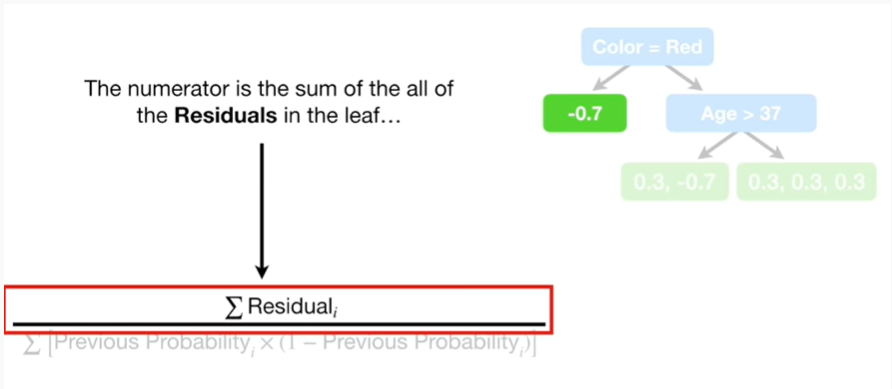 Color = Red
The numerator is the sum of the all of
the Residuals in the leaf...
-0.7
Age > 37
0.3, -0.7
0.3, 0.3, 0.3
∑ Residualᵢ
∑ [Previous Probabilityᵢ × (1 − Previous Probabilityᵢ)]